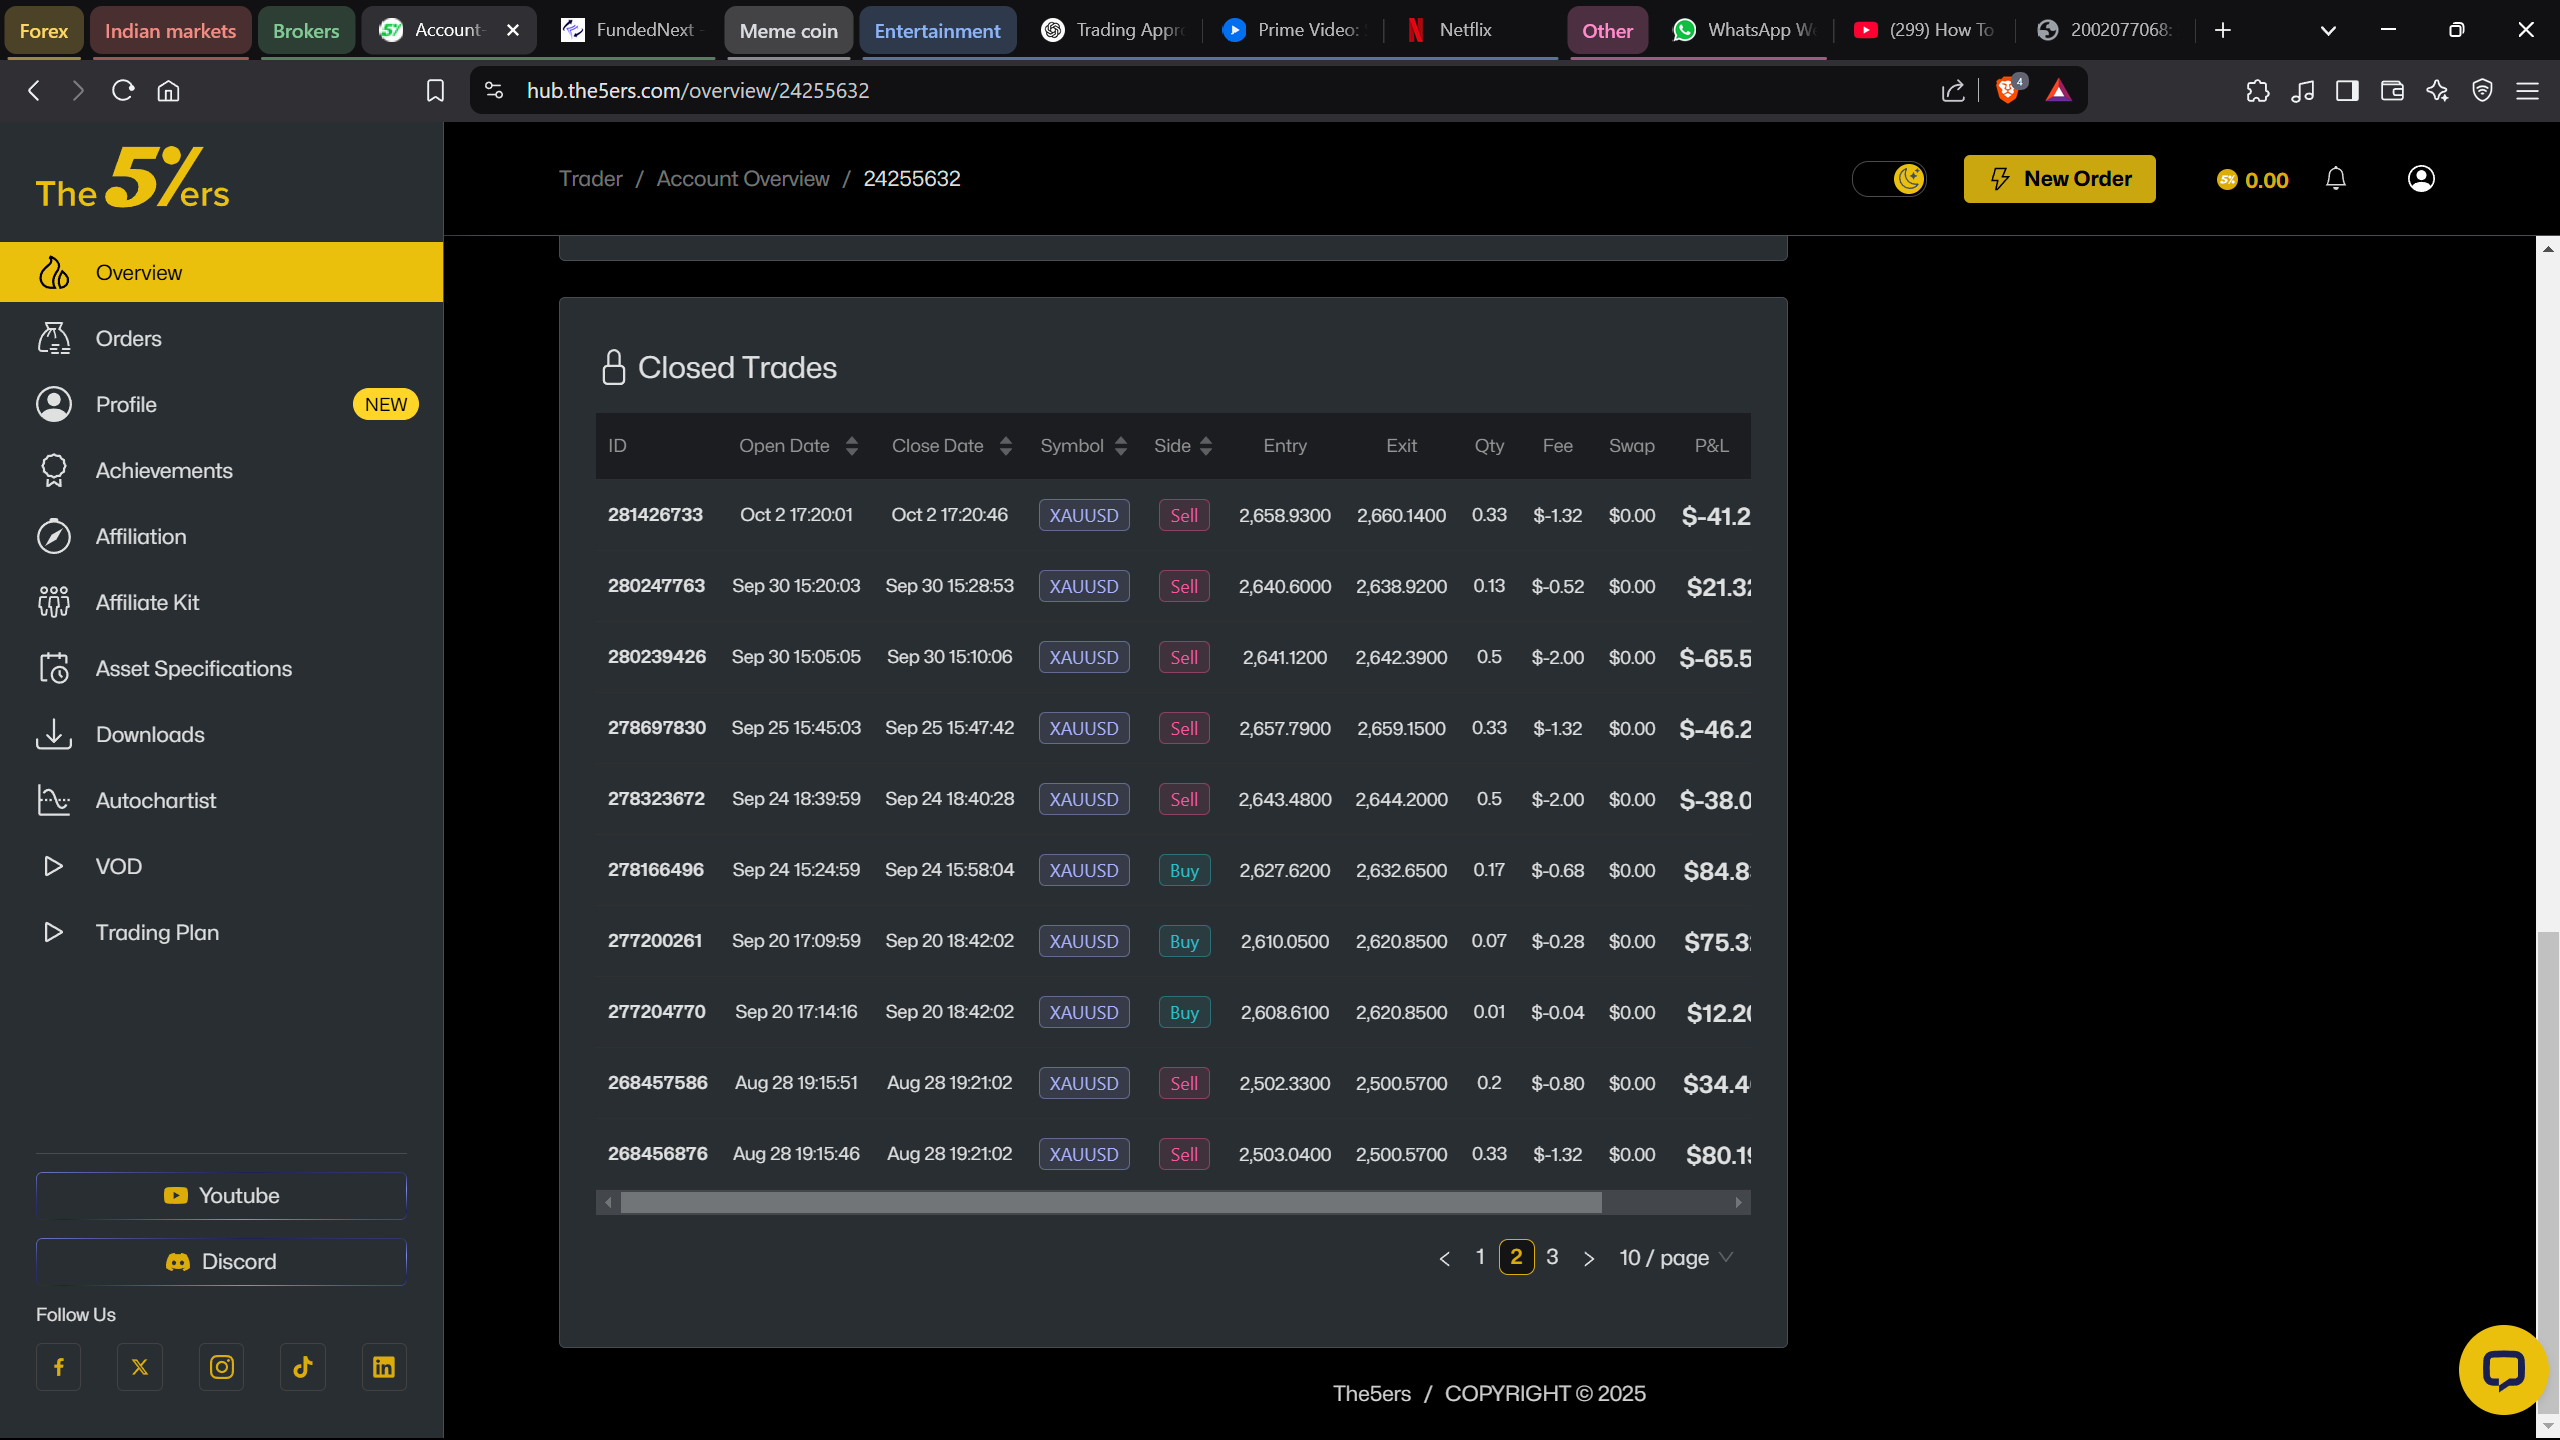 Forex Indian markets Brokers Account- FundedNext - Meme coin Entertainment Trading Appr Prime Video: Netflix Other WhatsApp We (299) How To 2002077068:
hub.the5ers.com/overview/24255632 4
The 5%ers
Trader / Account Overview / 24255632 New Order 0.00
Overview
Orders
Profile NEW
Achievements
Affiliation
Affiliate Kit
Asset Specifications
Downloads
Autochartist
VOD
Trading Plan
Youtube
Discord
Follow Us
Closed Trades
ID Open Date Close Date Symbol Side Entry Exit Qty Fee Swap P&L
281426733 Oct 2 17:20:01 Oct 2 17:20:46 XAUUSD Sell 2,658.9300 2,660.1400 0.33 $-1.32 $0.00 $-41.2
280247763 Sep 30 15:20:03 Sep 30 15:28:53 XAUUSD Sell 2,640.6000 2,638.9200 0.13 $-0.52 $0.00 $21.32
280239426 Sep 30 15:05:05 Sep 30 15:10:06 XAUUSD Sell 2,641.1200 2,642.3900 0.5 $-2.00 $0.00 $-65.5
278697830 Sep 25 15:45:03 Sep 25 15:47:42 XAUUSD Sell 2,657.7900 2,659.1500 0.33 $-1.32 $0.00 $-46.2
278323672 Sep 24 18:39:59 Sep 24 18:40:28 XAUUSD Sell 2,643.4800 2,644.2000 0.5 $-2.00 $0.00 $-38.0
278166496 Sep 24 15:24:59 Sep 24 15:58:04 XAUUSD Buy 2,627.6200 2,632.6500 0.17 $-0.68 $0.00 $84.8
277200261 Sep 20 17:09:59 Sep 20 18:42:02 XAUUSD Buy 2,610.0500 2,620.8500 0.07 $-0.28 $0.00 $75.3
277204770 Sep 20 17:14:16 Sep 20 18:42:02 XAUUSD Buy 2,608.6100 2,620.8500 0.01 $-0.04 $0.00 $12.20
268457586 Aug 28 19:15:51 Aug 28 19:21:02 XAUUSD Sell 2,502.3300 2,500.5700 0.2 $-0.80 $0.00 $34.4
268456876 Aug 28 19:15:46 Aug 28 19:21:02 XAUUSD Sell 2,503.0400 2,500.5700 0.33 $-1.32 $0.00 $80.19
< 1 2 3 > 10 / page
The5ers / COPYRIGHT © 2025